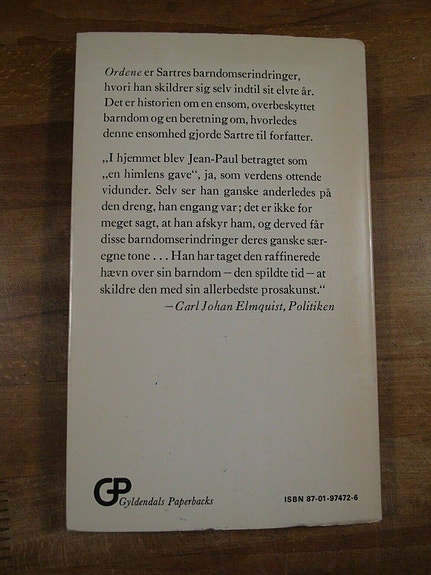 Ordene er Sartres barndomserindringer,
hvori han skildrer sig selv indtil sit elvte år.
Det er historien om en ensom, overbeskyttet
barndom og en beretning om, hvorledes
denne ensomhed gjorde Sartre til forfatter.
„I hjemmet blev Jean-Paul betragtet som
„en himlens gave“, ja, som verdens ottende
vidunder. Selv ser han ganske anderledes på
den dreng, han engang var; det er ikke for
meget sagt, at han afskyr ham, og derved får
disse barndomserindringer deres ganske sær-
egne tone . . . Han har taget den raffinerede
hævn over sin barndom – den spildte tid – at
skildre den med sin allerbedste prosakunst.“
– Carl Johan Elmquist, Politiken
GP
Gyldendals Paperbacks
ISBN 87-01-97472-6